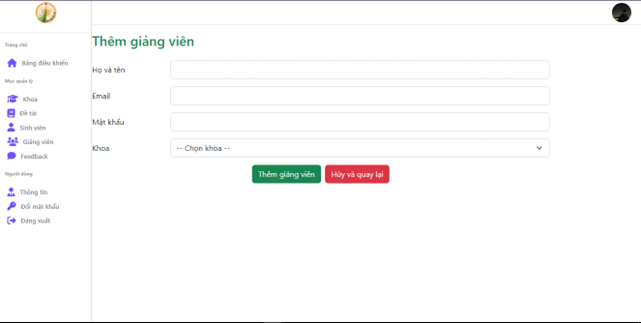 Trang chủ
Bảng điều khiển
Mục quản lý
Khoa
Đề tài
Sinh viên
Giảng viên
Feedback
Người dùng
Thông tin
Đổi mật khẩu
Đăng xuất
Thêm giảng viên
Họ và tên
Email
Mật khẩu
Khoa
-- Chọn khoa --
Thêm giảng viên
Hủy và quay lại